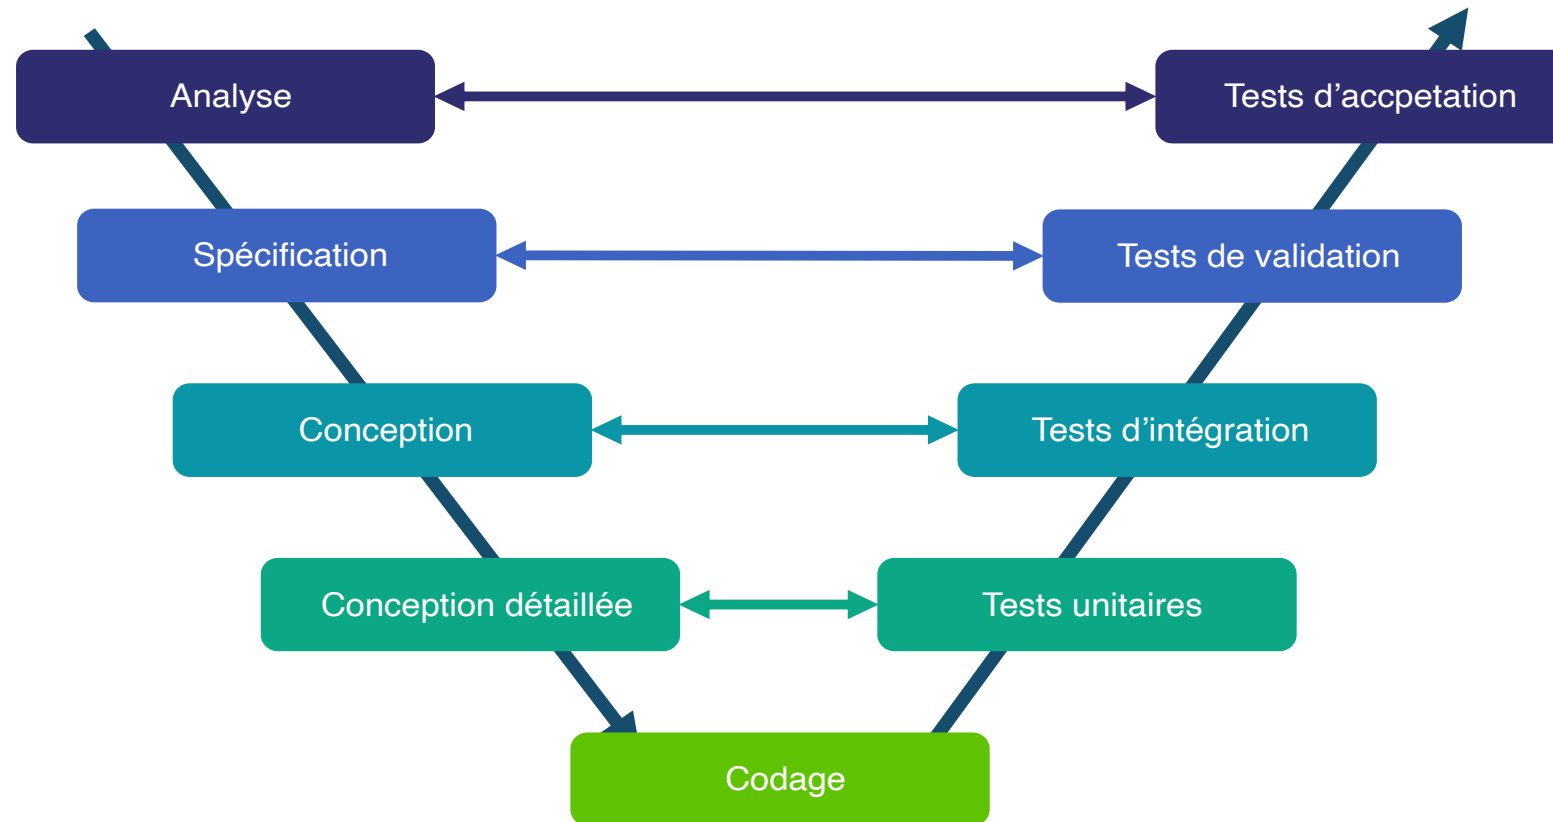 Analyse
Tests d’accpetation
Spécification
Tests de validation
Conception
Tests d’intégration
Conception détaillée
Tests unitaires
Codage